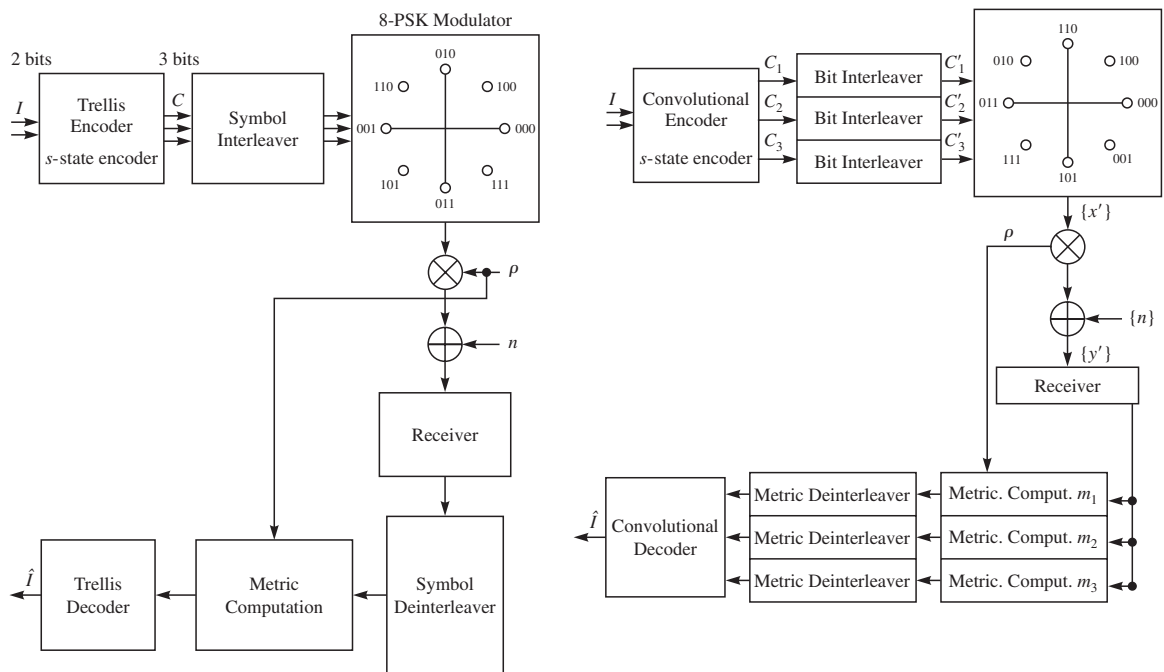 8-PSK Modulator
2 bits
3 bits
I
Trellis
Encoder
s-state encoder
C
Symbol
Interleaver
010
110
100
001
000
101
111
011
ρ
n
Receiver
Symbol
Deinterleaver
Metric
Computation
Trellis
Decoder
Î
I
Convolutional
Encoder
s-state encoder
C₁
C₂
C₃
Bit Interleaver
Bit Interleaver
Bit Interleaver
C′₁
C′₂
C′₃
110
010
100
011
000
111
001
101
{x′}
ρ
{n}
{y′}
Receiver
Metric. Comput. m₁
Metric. Comput. m₂
Metric. Comput. m₃
Metric Deinterleaver
Metric Deinterleaver
Metric Deinterleaver
Convolutional
Decoder
Î